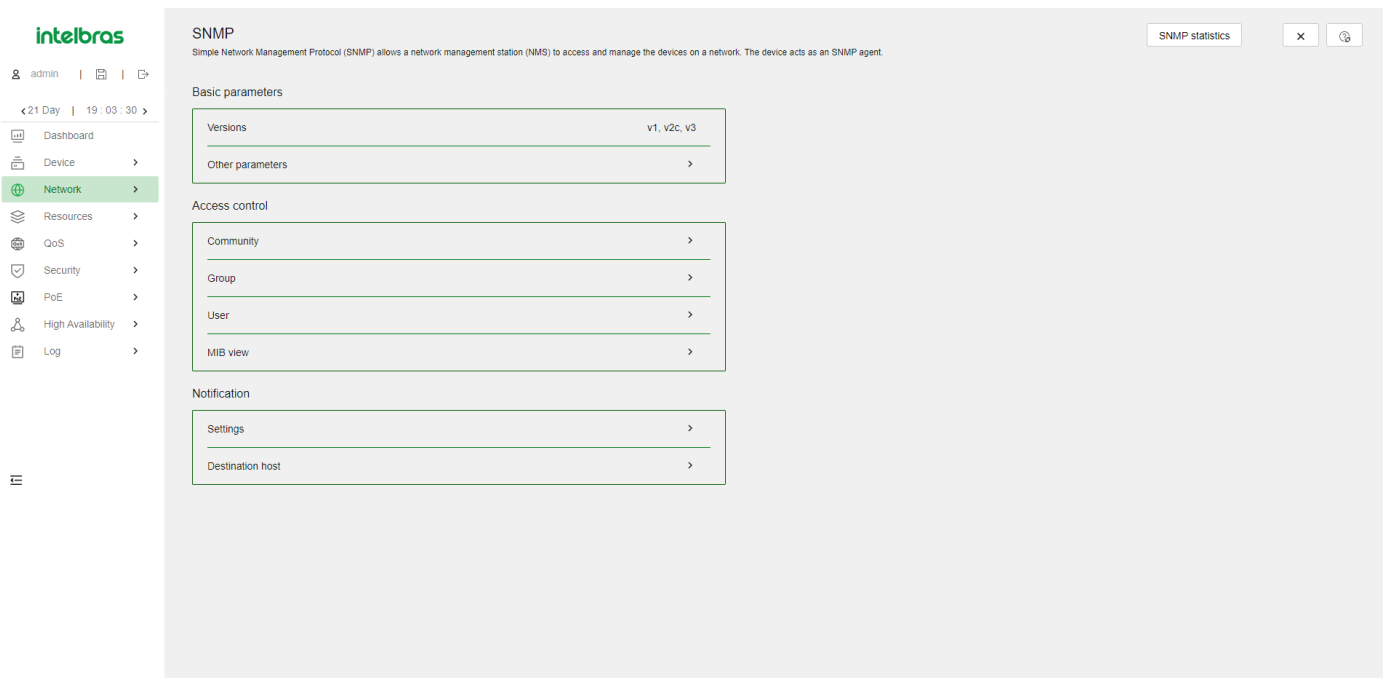 intelbras
admin | |
21 Day | 19 : 03 : 30
Dashboard
Device
Network
Resources
QoS
Security
PoE
High Availability
Log
SNMP
SNMP statistics
Simple Network Management Protocol (SNMP) allows a network management station (NMS) to access and manage the devices on a network. The device acts as an SNMP agent.
Basic parameters
Versions v1, v2c, v3
Other parameters
Access control
Community
Group
User
MIB view
Notification
Settings
Destination host